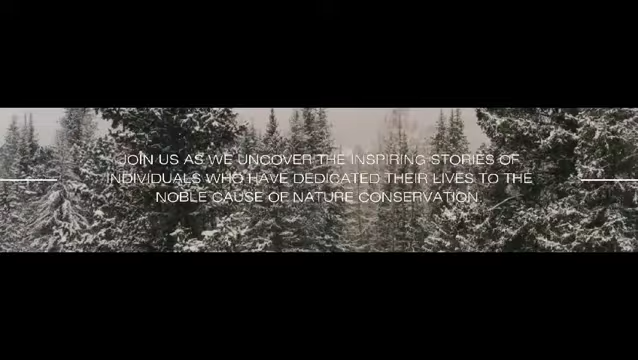 JOIN US AS WE UNCOVER THE INSPIRING STORIES OF
INDIVIDUALS WHO HAVE DEDICATED THEIR LIVES TO THE
NOBLE CAUSE OF NATURE CONSERVATION.